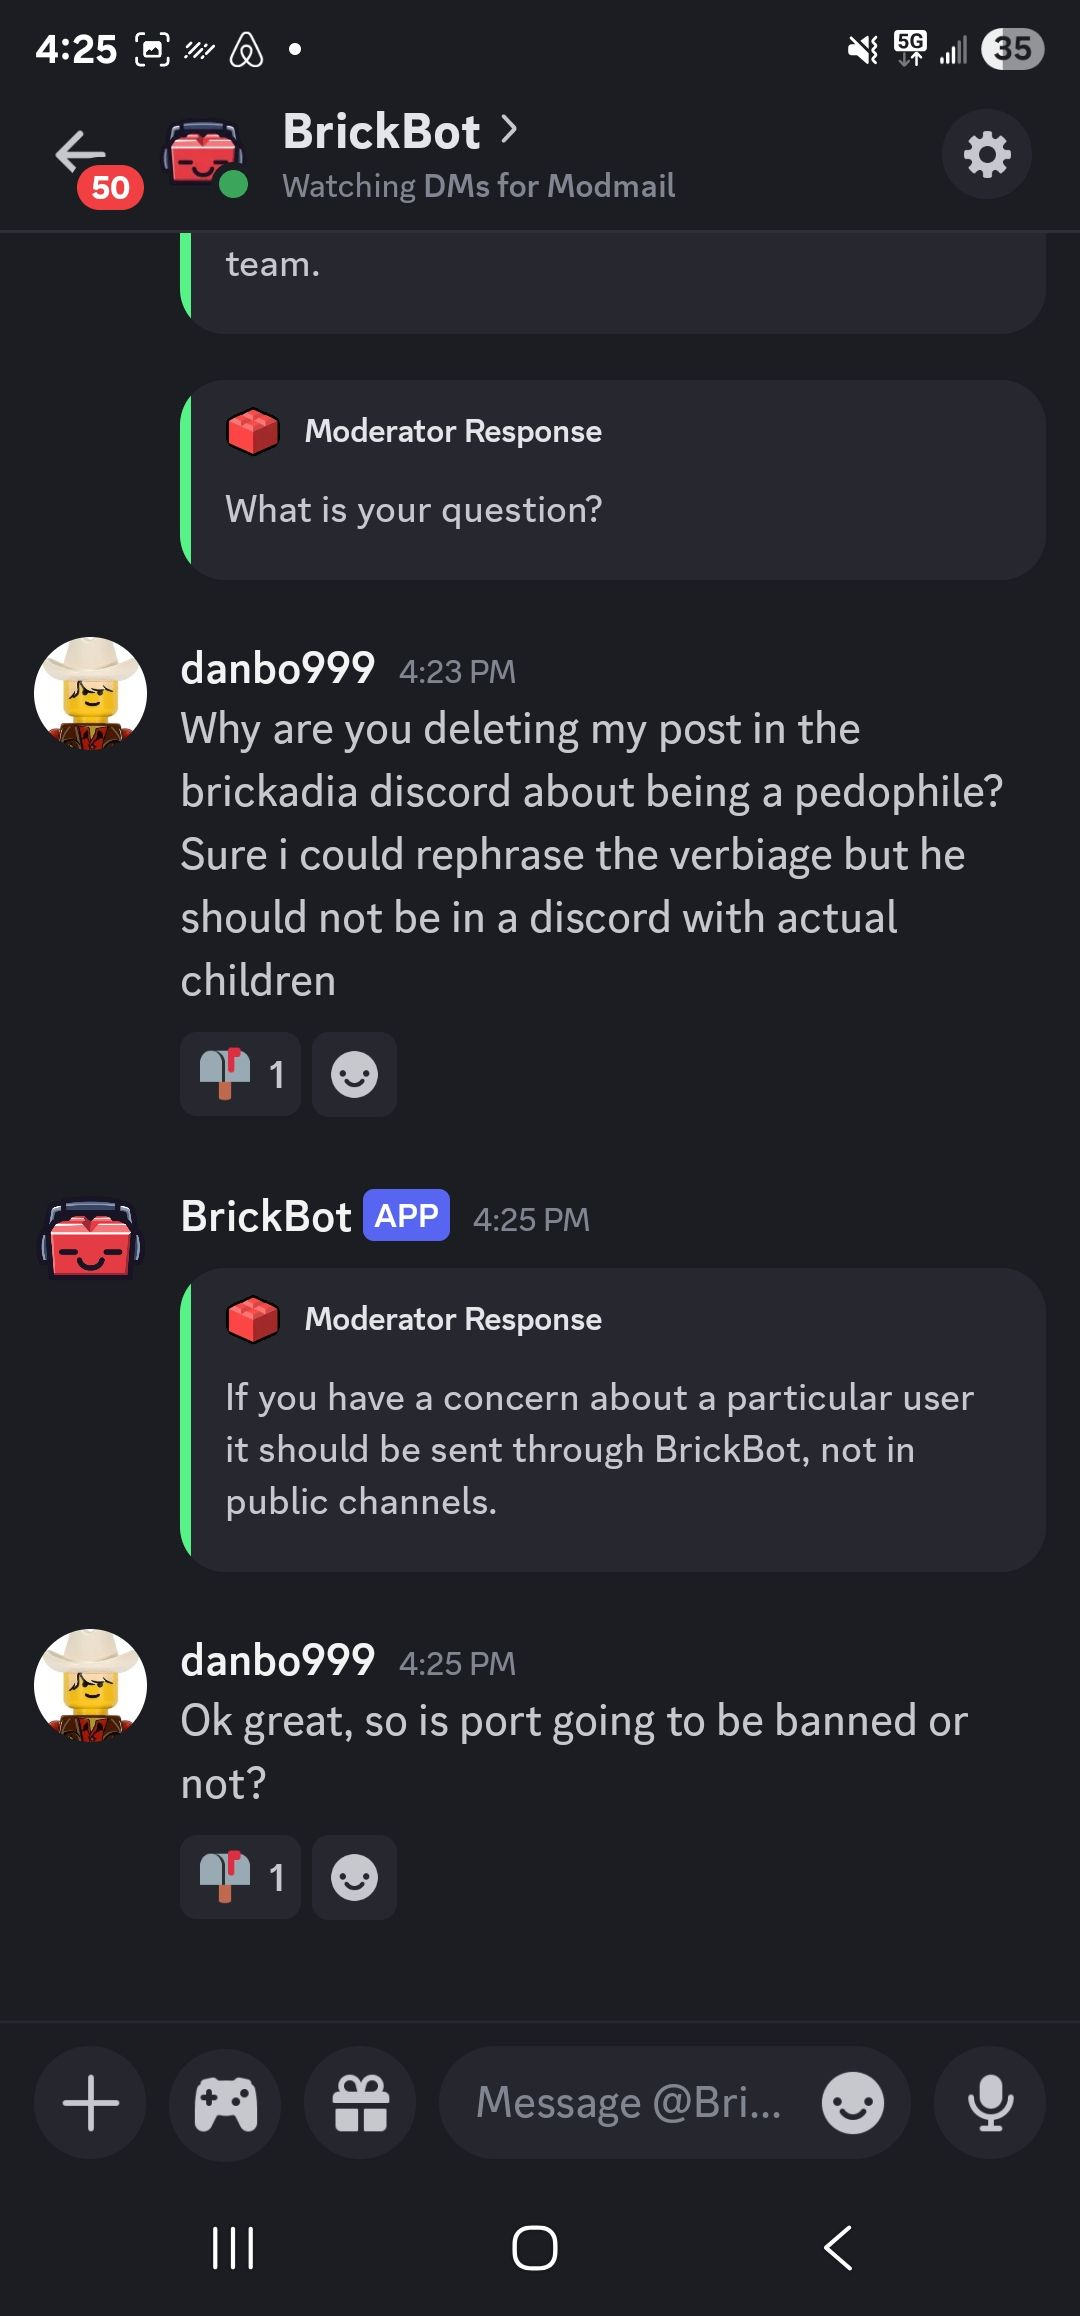 4:25
5G
35
50
BrickBot
Watching DMs for Modmail
team.
Moderator Response
What is your question?
danbo999 4:23 PM
Why are you deleting my post in the
brickadia discord about being a pedophile?
Sure i could rephrase the verbiage but he
should not be in a discord with actual
children
1
BrickBot APP 4:25 PM
Moderator Response
If you have a concern about a particular user
it should be sent through BrickBot, not in
public channels.
danbo999 4:25 PM
Ok great, so is port going to be banned or
not?
1
Message @Bri...